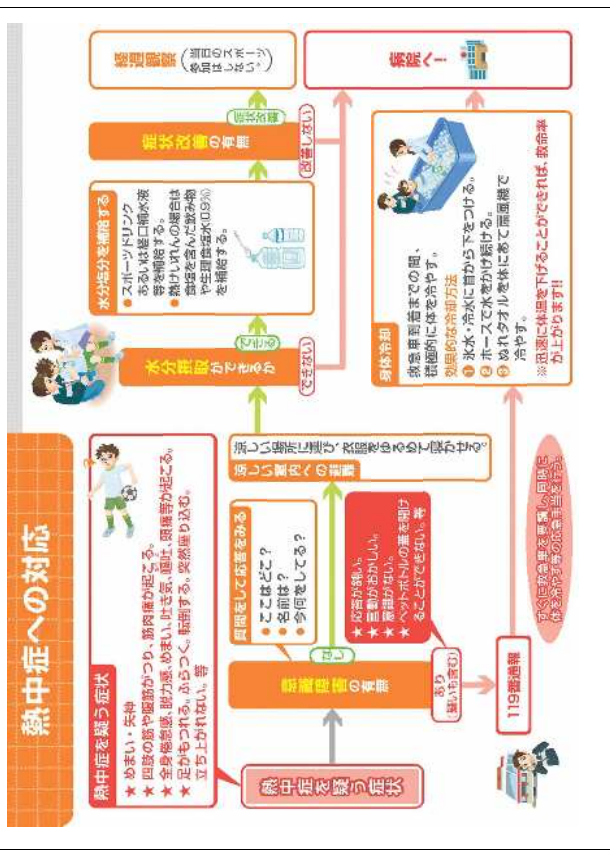 熱中症への対応
熱中症を疑う症状
★ めまい・失神
★ 四肢の筋や腹筋がつり、筋肉痛が起こる。
★ 全身倦怠感、脱力感、めまい、吐き気、嘔吐、頭痛等が起こる。
★ 足がもつれる。ふらつく。転倒する。突然座り込む。
立ち上がれない。等
熱中症を疑う症状
意識障害の有無
質問をして応答をみる
● ここはどこ？
● 名前は？
● 今何をしてる？
なし
あり
(疑いも含む)
★ 応答が鈍い。
★ 言動がおかしい。
★ 意識がない。
★ ペットボトルの蓋を開け
ることができない。等
119番通報
すぐに救急車を要請し、同時に
体を冷やす等の応急手当を行う。
涼しい室内への避難
涼しい場所に運び、衣服をゆるめて寝かせる。
水分摂取ができるか
できる
できない
水分塩分を補給する
● スポーツドリンク
あるいは経口補水液
等を補給する。
● 熱けいれんの場合は
食塩を含んだ飲み物
や生理食塩水(0.9%)
を補給する。
症状改善の有無
症状改善
改善しない
経過観察
(当日のスポーツ
参加はしない。)
身体冷却
救急車到着までの間、
積極的に体を冷やす。
効果的な冷却方法
❶ 氷水・冷水に首から下をつける。
❷ ホースで水をかけ続ける。
❸ ぬれタオルを体にあて扇風機で
冷やす。
※迅速に体温を下げることができれば、救命率
が上がります!!
病院へ！